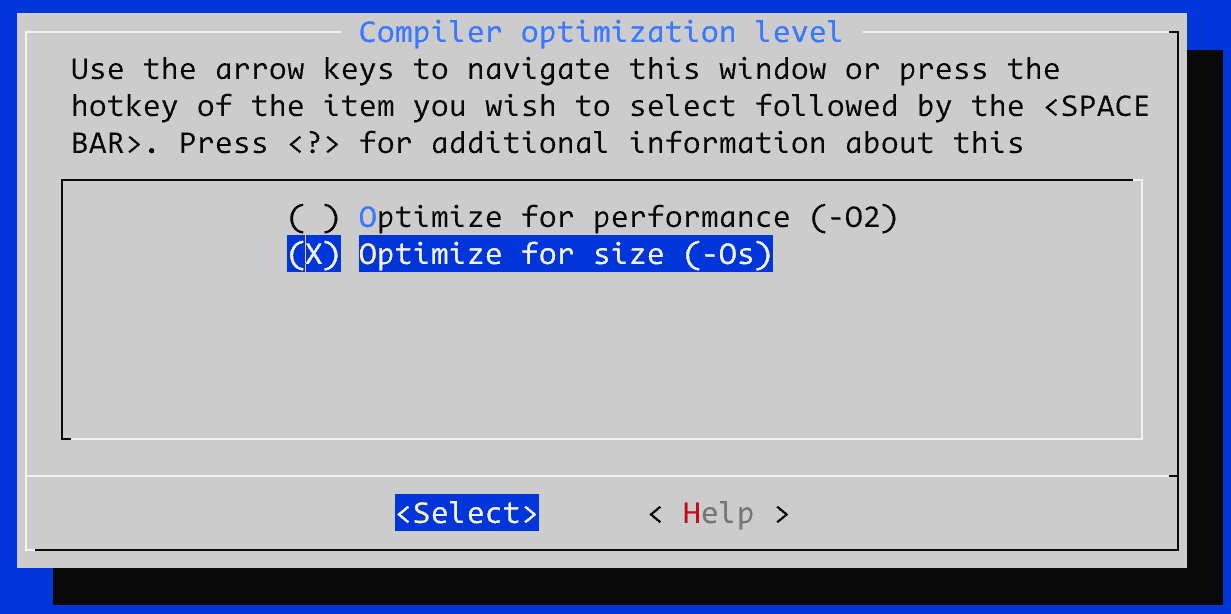 Compiler optimization level
Use the arrow keys to navigate this window or press the
hotkey of the item you wish to select followed by the <SPACE
BAR>. Press <?> for additional information about this
( ) Optimize for performance (-O2)
(X) Optimize for size (-Os)
<Select> < Help >